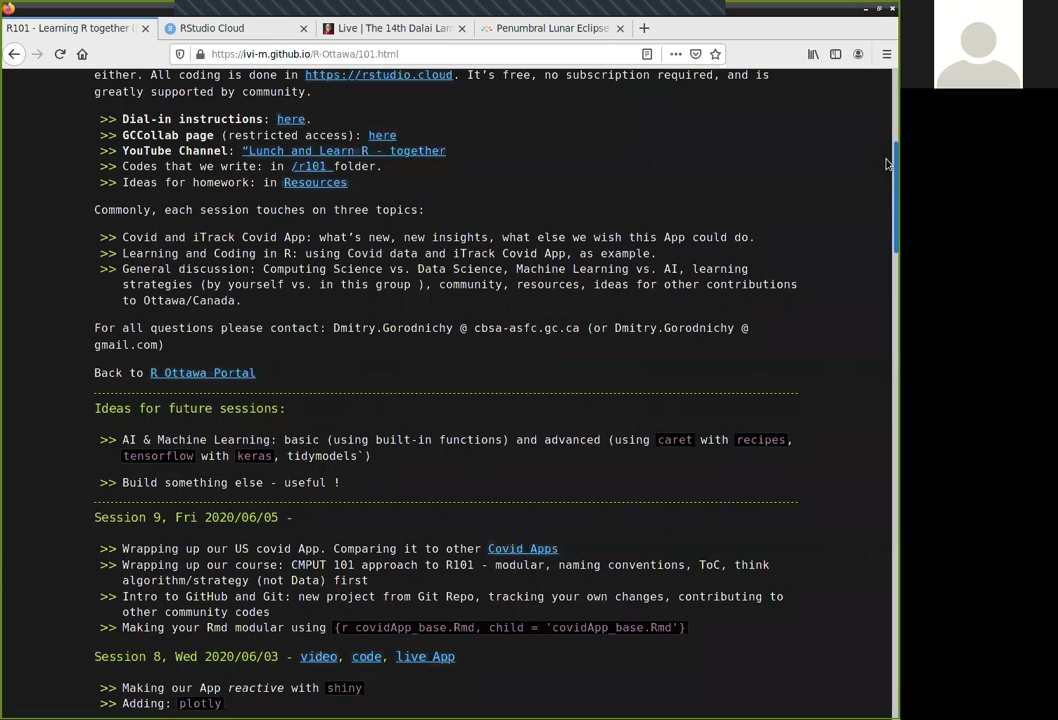 R101 - Learning R together (
RStudio Cloud
Live | The 14th Dalai Lam
Penumbral Lunar Eclipse
https://ivi-m.github.io/R-Ottawa/101.html
either. All coding is done in https://rstudio.cloud. It's free, no subscription required, and is
greatly supported by community.
>> Dial-in instructions: here.
>> GCCollab page (restricted access): here
>> YouTube Channel: “Lunch and Learn R - together
>> Codes that we write: in /r101 folder.
>> Ideas for homework: in Resources
Commonly, each session touches on three topics:
>> Covid and iTrack Covid App: what's new, new insights, what else we wish this App could do.
>> Learning and Coding in R: using Covid data and iTrack Covid App, as example.
>> General discussion: Computing Science vs. Data Science, Machine Learning vs. AI, learning
strategies (by yourself vs. in this group ), community, resources, ideas for other contributions
to Ottawa/Canada.
For all questions please contact: Dmitry.Gorodnichy @ cbsa-asfc.gc.ca (or Dmitry.Gorodnichy @
gmail.com)
Back to R Ottawa Portal
Ideas for future sessions:
>> AI & Machine Learning: basic (using built-in functions) and advanced (using caret with recipes,
tensorflow with keras, tidymodels`)
>> Build something else - useful !
Session 9, Fri 2020/06/05 -
>> Wrapping up our US covid App. Comparing it to other Covid Apps
>> Wrapping up our course: CMPUT 101 approach to R101 - modular, naming conventions, ToC, think
algorithm/strategy (not Data) first
>> Intro to GitHub and Git: new project from Git Repo, tracking your own changes, contributing to
other community codes
>> Making your Rmd modular using {r covidApp_base.Rmd, child = 'covidApp_base.Rmd'}
Session 8, Wed 2020/06/03 - video, code, live App
>> Making our App reactive with shiny
>> Adding: plotly